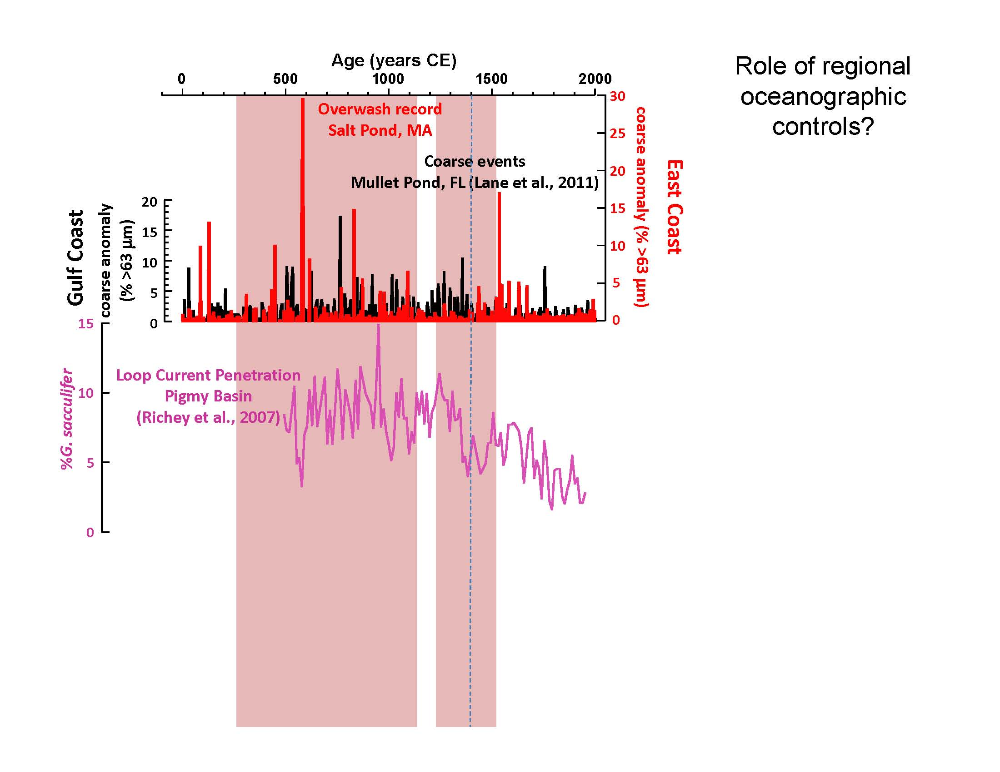 Role of regional
oceanographic
controls?
Age (years CE)
0 500 1000 1500 2000
Overwash record
Salt Pond, MA
Coarse events
Mullet Pond, FL (Lane et al., 2011)
30
25
20
15
10
5
0
coarse anomaly (% >63 µm)
East Coast
Gulf Coast
coarse anomaly
(% >63 µm)
20
15
10
5
0
Loop Current Penetration
Pigmy Basin
(Richey et al., 2007)
%G. sacculifer
15
10
5
0